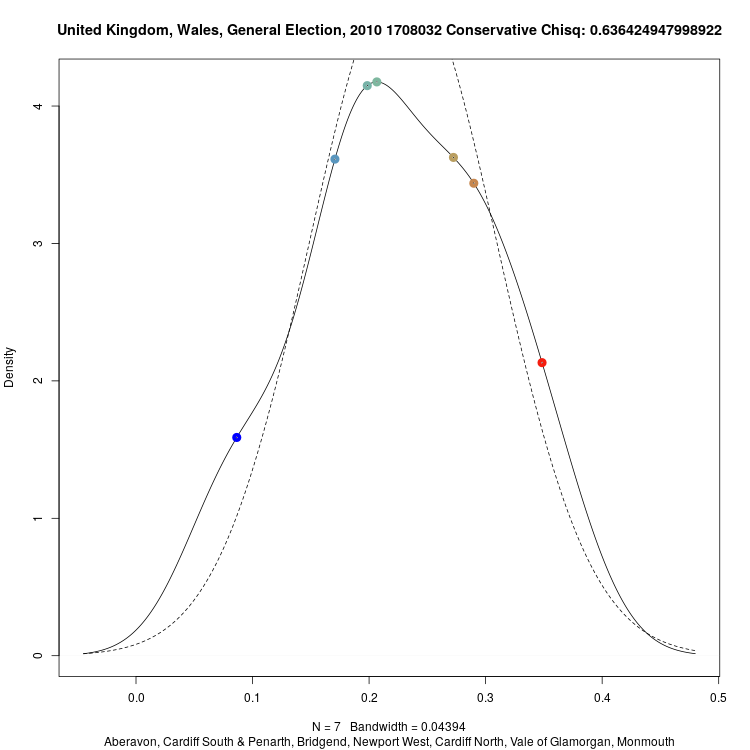 United Kingdom, Wales, General Election, 2010 1708032 Conservative Chisq: 0.636424947998922
4
3
2
1
0
Density
0.0 0.1 0.2 0.3 0.4 0.5
N = 7 Bandwidth = 0.04394
Aberavon, Cardiff South & Penarth, Bridgend, Newport West, Cardiff North, Vale of Glamorgan, Monmouth